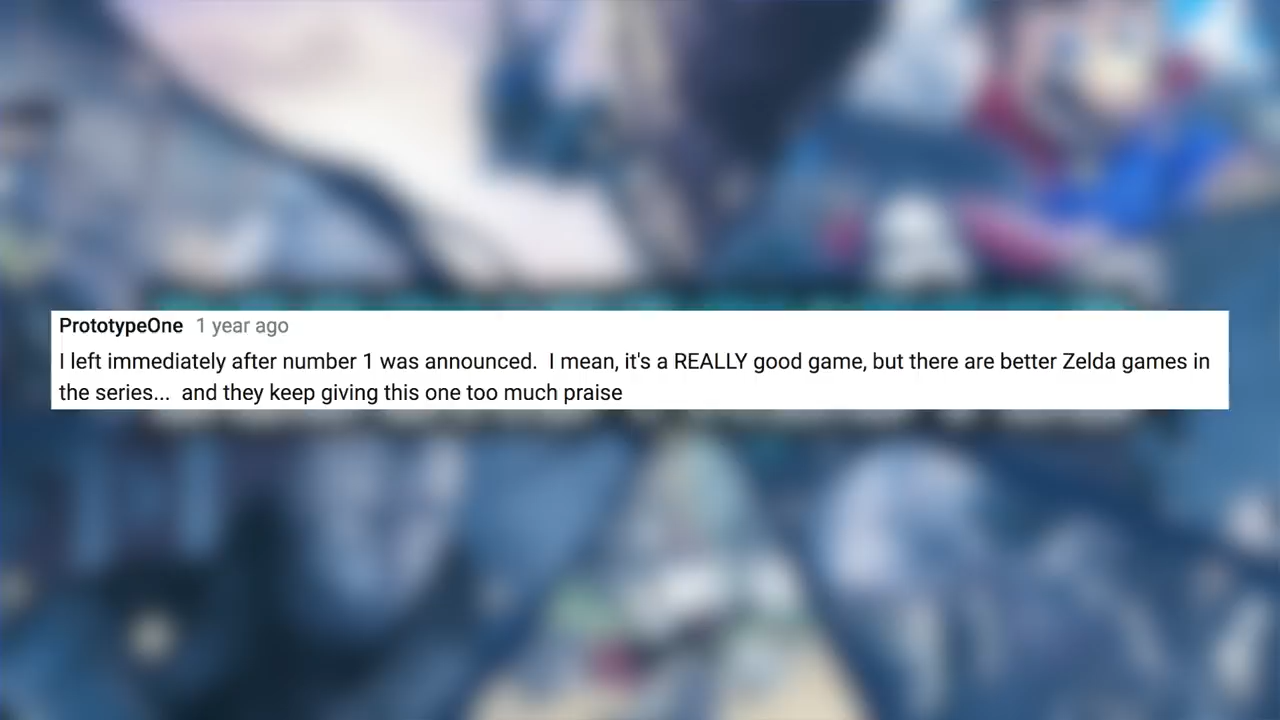 PrototypeOne 1 year ago
I left immediately after number 1 was announced.  I mean, it's a REALLY good game, but there are better Zelda games in
the series...  and they keep giving this one too much praise